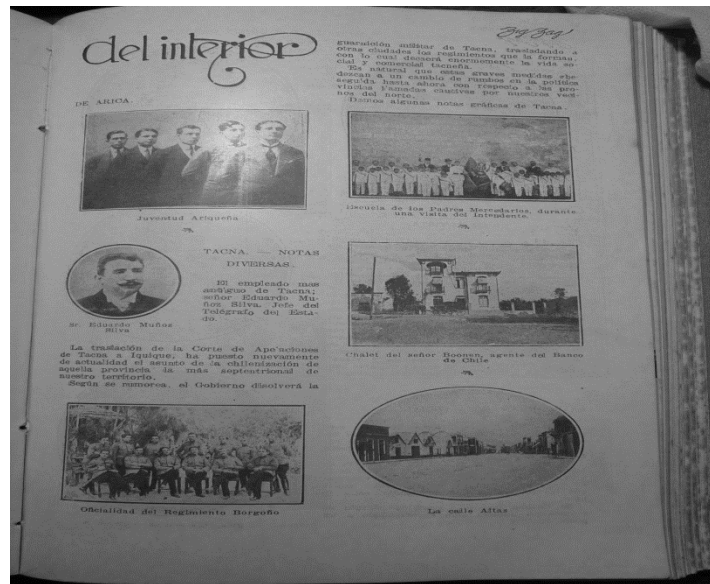 del interior
DE ARICA.
Juventud Ariqueña
Sr. Eduardo Muñoz
Silva
TACNA. — NOTAS
DIVERSAS.
El empleado mas
antiguo de Tacna;
señor Eduardo Mu-
ñoz Silva. Jefe del
Telégrafo del Esta-
do.
La traslación de la Corte de Apelaciones
de Tacna a Iquique, ha puesto nuevamente
de actualidad el asunto de la chilenización de
aquella provincia la más septentrional de
nuestro territorio.
Según se rumorea, el Gobierno disolverá la
Oficialidad del Regimiento Borgoño
Zig Zag
guarnición militar de Tacna, trasladando a
otras ciudades los regimientos que la forman,
con lo cual decaerá enormemente la vida so-
cial y comercial tacneña.
Es natural que estas graves medidas obe-
dezcan a un cambio de rumbos en la política
seguida hasta ahora con respecto a las pro-
vincias llamadas cautivas por nuestros veci-
nos del norte.
Damos algunas notas gráficas de Tacna.
Escuela de los Padres Mercedarios, durante
una visita del Intendente.
Chalet del señor Boonen, agente del Banco
de Chile
La calle Altas